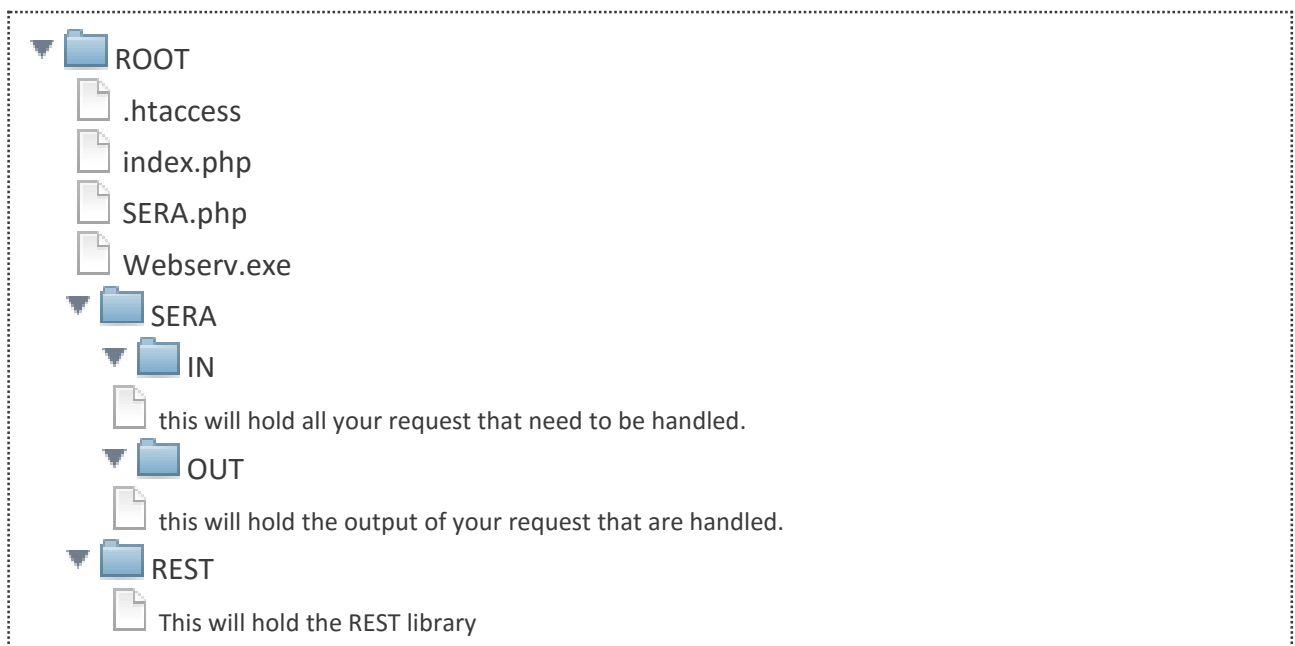 ROOT
.htaccess
index.php
SERA.php
Webserv.exe
SERA
IN
this will hold all your request that need to be handled.
OUT
this will hold the output of your request that are handled.
REST
This will hold the REST library